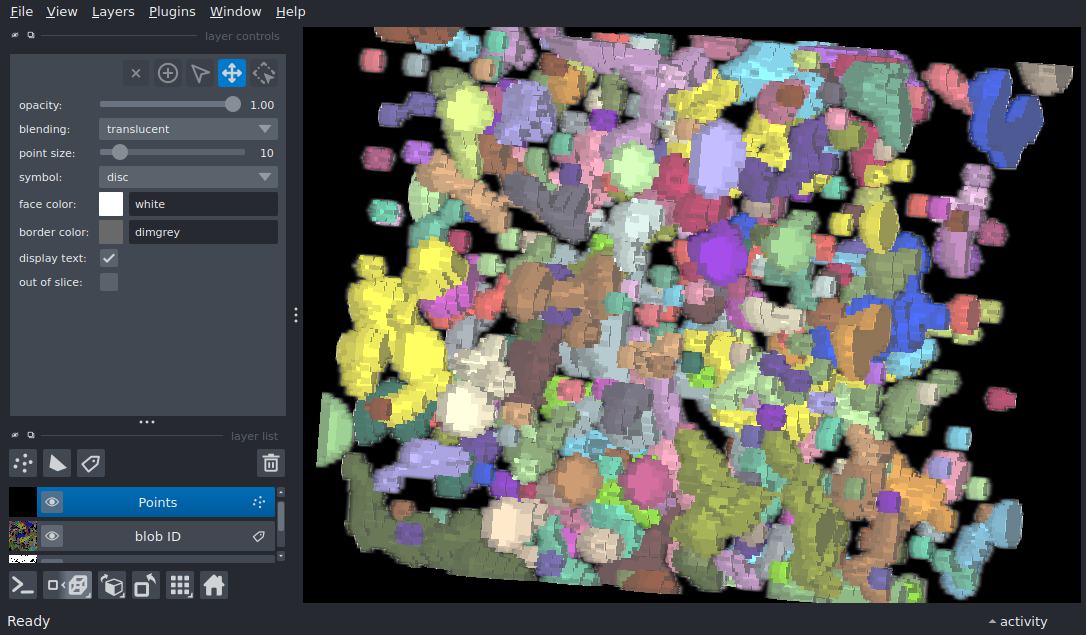 File View Layers Plugins Window Help
layer controls
opacity: 1.00
blending: translucent
point size: 10
symbol: disc
face color: white
border color: dimgrey
display text:
out of slice:
layer list
Points
blob ID
Ready
activity